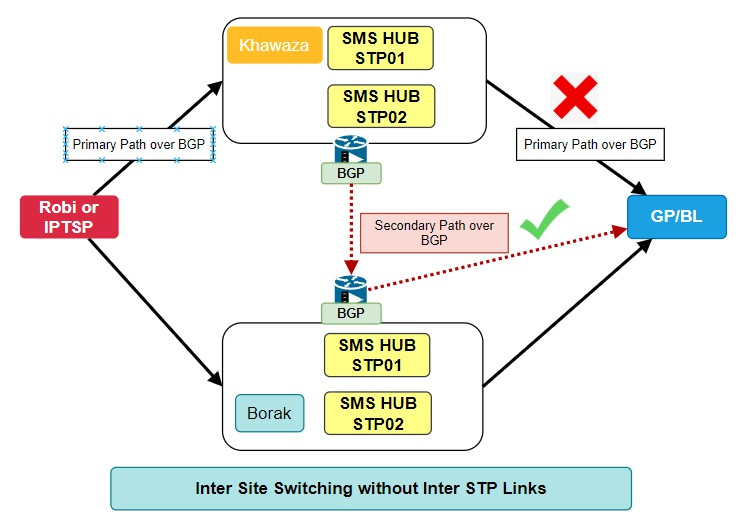 Khawaza
SMS HUB
STP01
SMS HUB
STP02
Primary Path over BGP
Primary Path over BGP
BGP
Robi or
IPTSP
Secondary Path over
BGP
GP/BL
BGP
SMS HUB
STP01
Borak
SMS HUB
STP02
Inter Site Switching without Inter STP Links